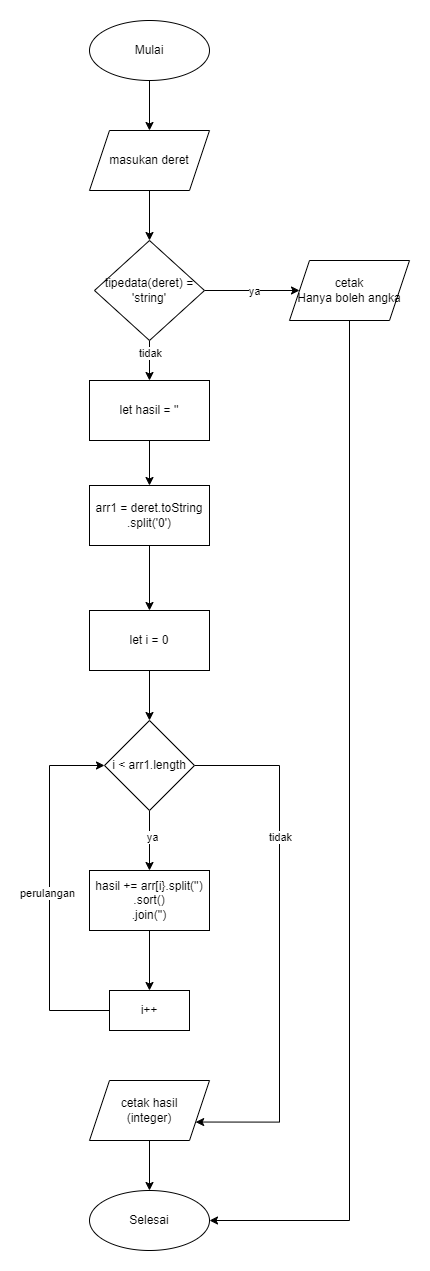 Mulai
masukan deret
tipedata(deret) =
'string'
ya
cetak
Hanya boleh angka
tidak
let hasil = ''
arr1 = deret.toString
.split('0')
let i = 0
i < arr1.length
ya
tidak
hasil += arr[i}.split('')
.sort()
.join('')
perulangan
i++
cetak hasil
(integer)
Selesai